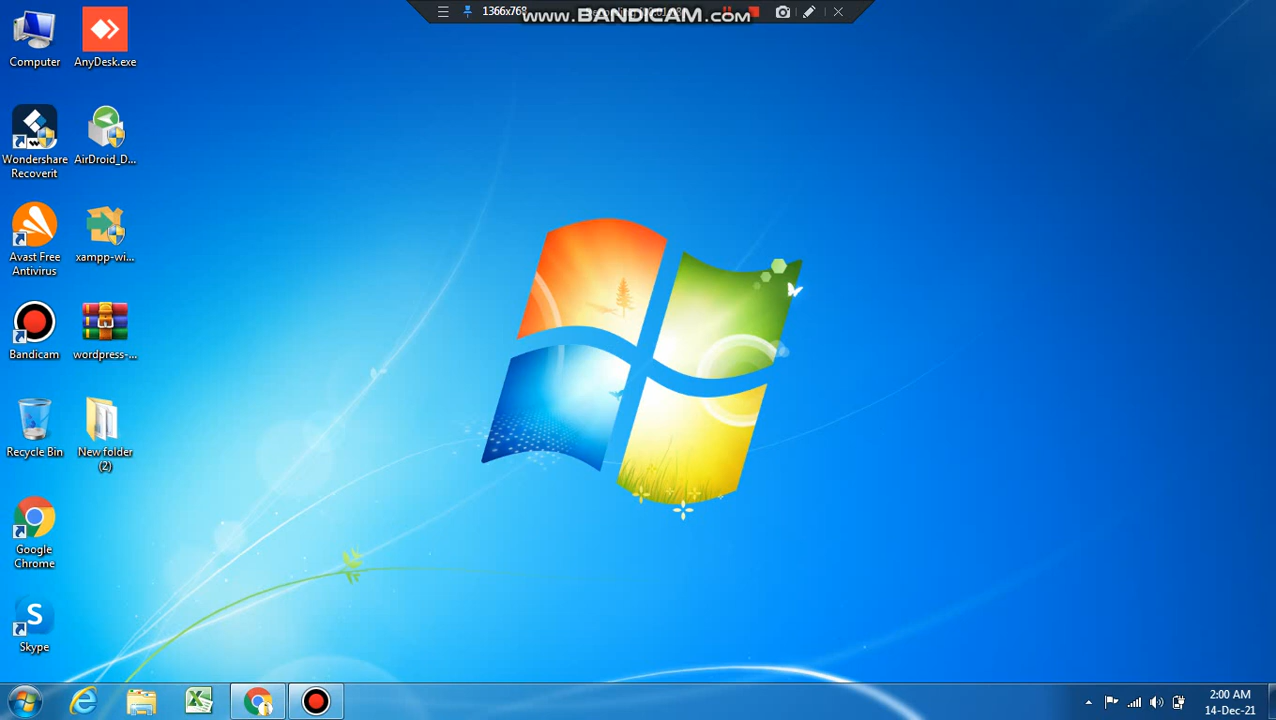 1366x768
www.BANDICAM.com
Computer
AnyDesk.exe
Wondershare
Recoverit
AirDroid_D...
Avast Free
Antivirus
xampp-wi...
Bandicam
wordpress-...
Recycle Bin
New folder
(2)
Google
Chrome
S
Skype
2:00 AM
14-Dec-21